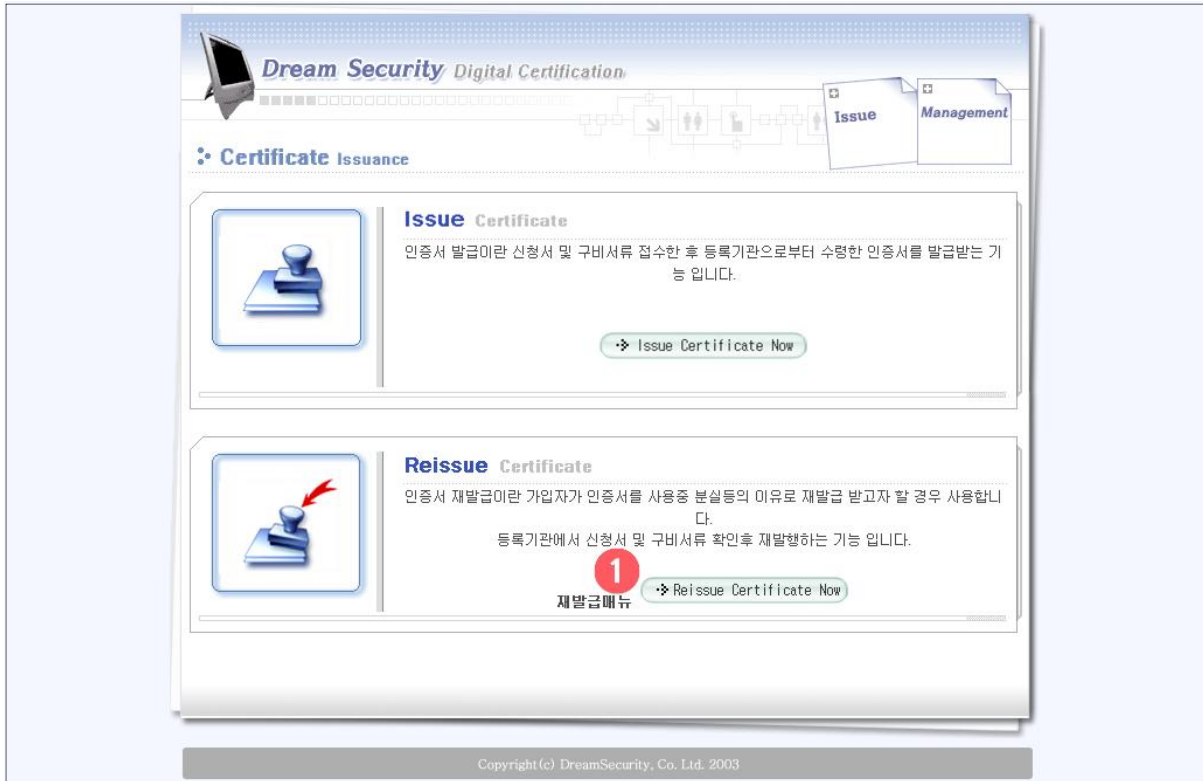 Dream Security Digital Certification
Issue
Management
Certificate Issuance
Issue Certificate
인증서 발급이란 신청서 및 구비서류 접수한 후 등록기관으로부터 수령한 인증서를 발급받는 기
능 입니다.
Issue Certificate Now
Reissue Certificate
인증서 재발급이란 가입자가 인증서를 사용중 분실등의 이유로 재발급 받고자 할 경우 사용합니
다.
등록기관에서 신청서 및 구비서류 확인후 재발행하는 기능 입니다.
1
재발급매뉴 Reissue Certificate Now
Copyright(c) DreamSecurity, Co. Ltd. 2003